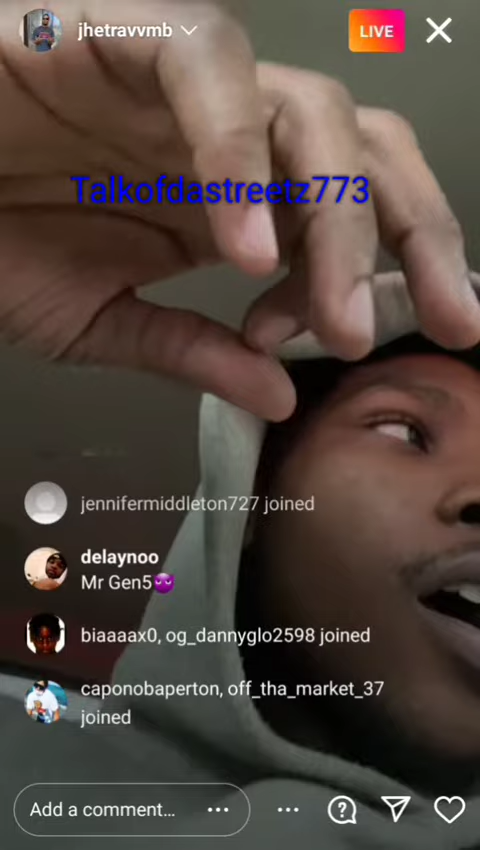 jhetravvmb
LIVE
Talkofdastreetz773
jennifermiddleton727 joined
delaynoo
Mr Gen5😈
biaaaax0, og_dannyglo2598 joined
caponobaperton, off_tha_market_37
joined
Add a comment...